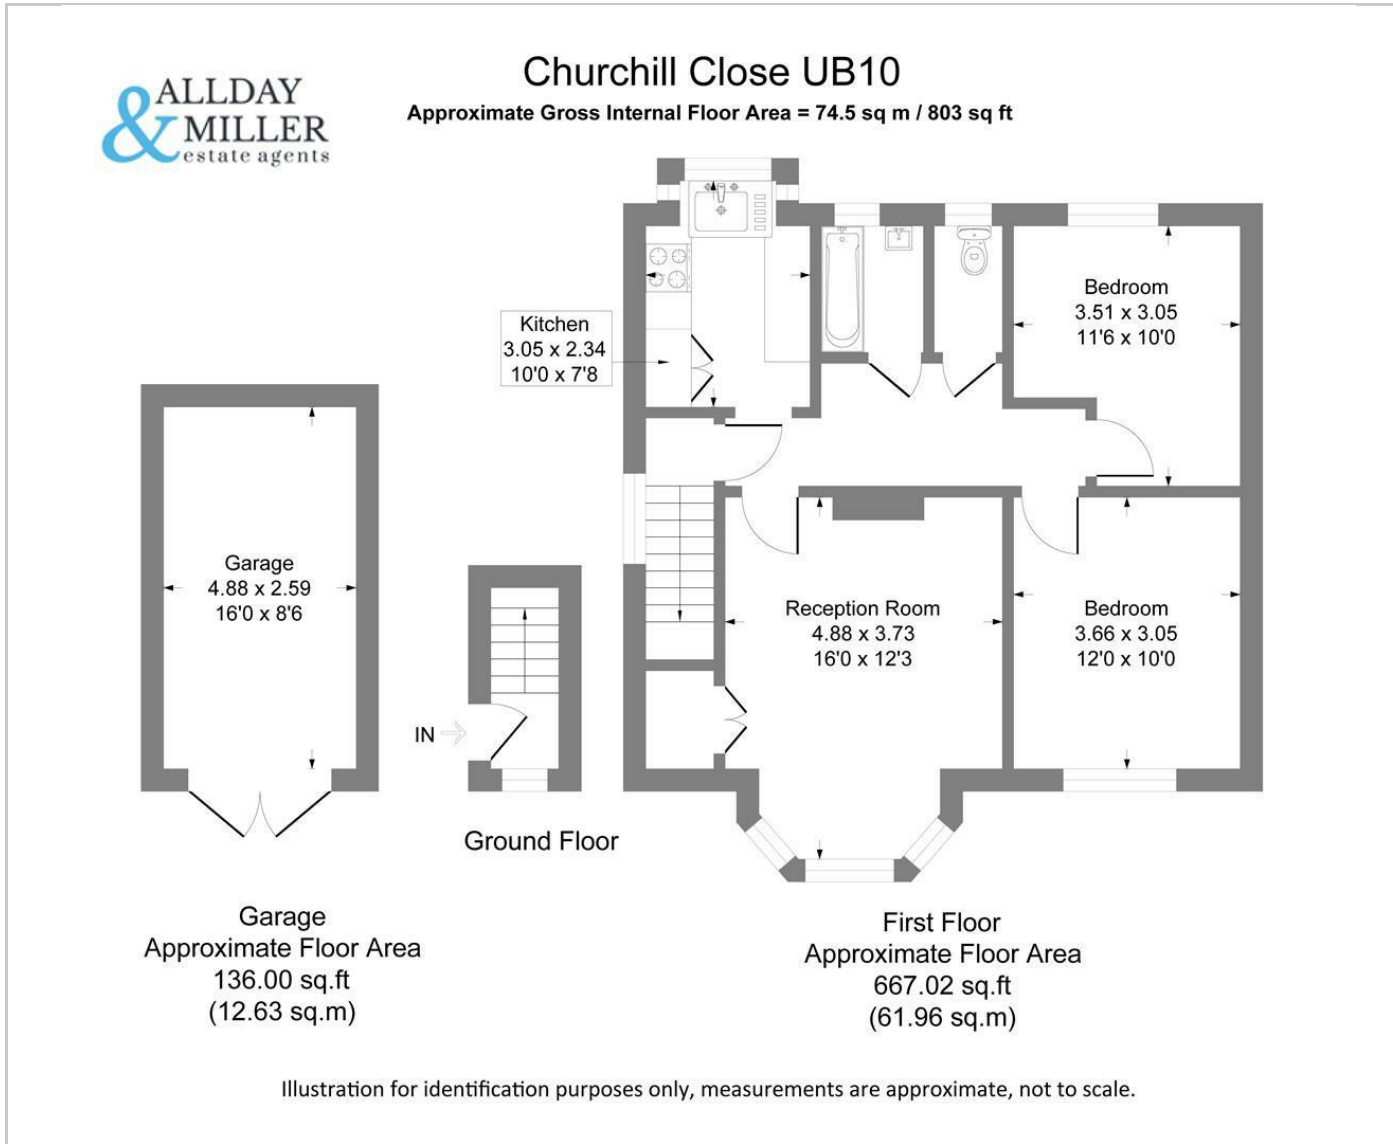 ALLDAY
& MILLER
estate agents
Churchill Close UB10
Approximate Gross Internal Floor Area = 74.5 sq m / 803 sq ft
Kitchen
3.05 x 2.34
10'0 x 7'8
Bedroom
3.51 x 3.05
11'6 x 10'0
Garage
4.88 x 2.59
16'0 x 8'6
Reception Room
4.88 x 3.73
16'0 x 12'3
Bedroom
3.66 x 3.05
12'0 x 10'0
IN
Ground Floor
Garage
Approximate Floor Area
136.00 sq.ft
(12.63 sq.m)
First Floor
Approximate Floor Area
667.02 sq.ft
(61.96 sq.m)
Illustration for identification purposes only, measurements are approximate, not to scale.